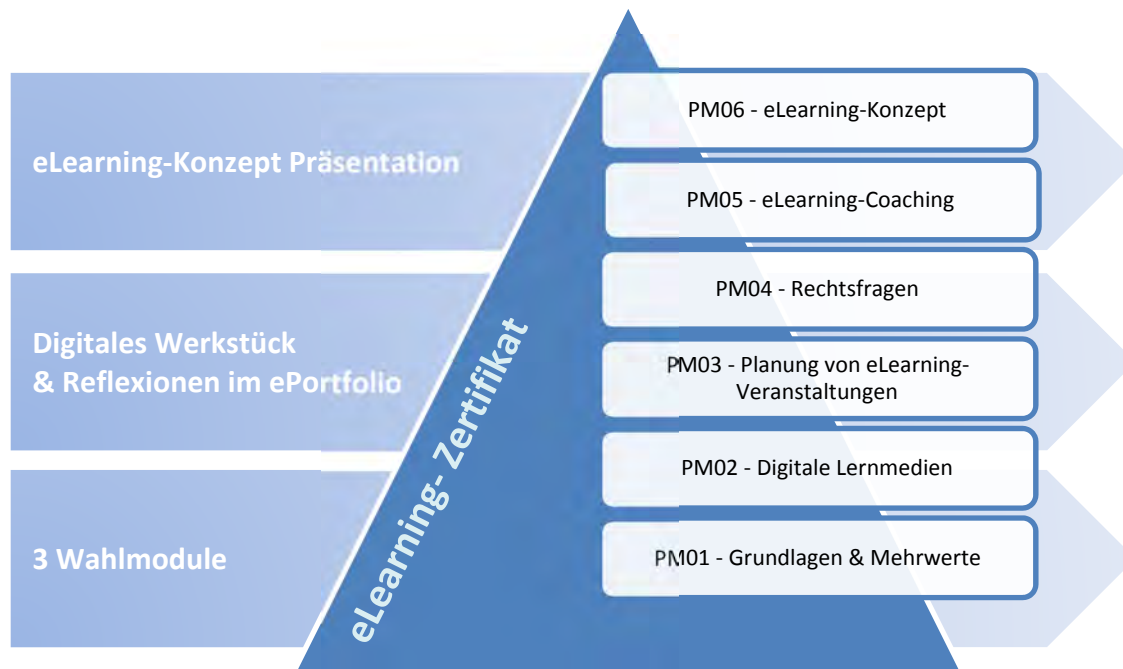 eLearning-Konzept Präsentation
Digitales Werkstück
& Reflexionen im ePortfolio
3 Wahlmodule
eLearning- Zertifikat
PM06 - eLearning-Konzept
PM05 - eLearning-Coaching
PM04 - Rechtsfragen
PM03 - Planung von eLearning-
Veranstaltungen
PM02 - Digitale Lernmedien
PM01 - Grundlagen & Mehrwerte